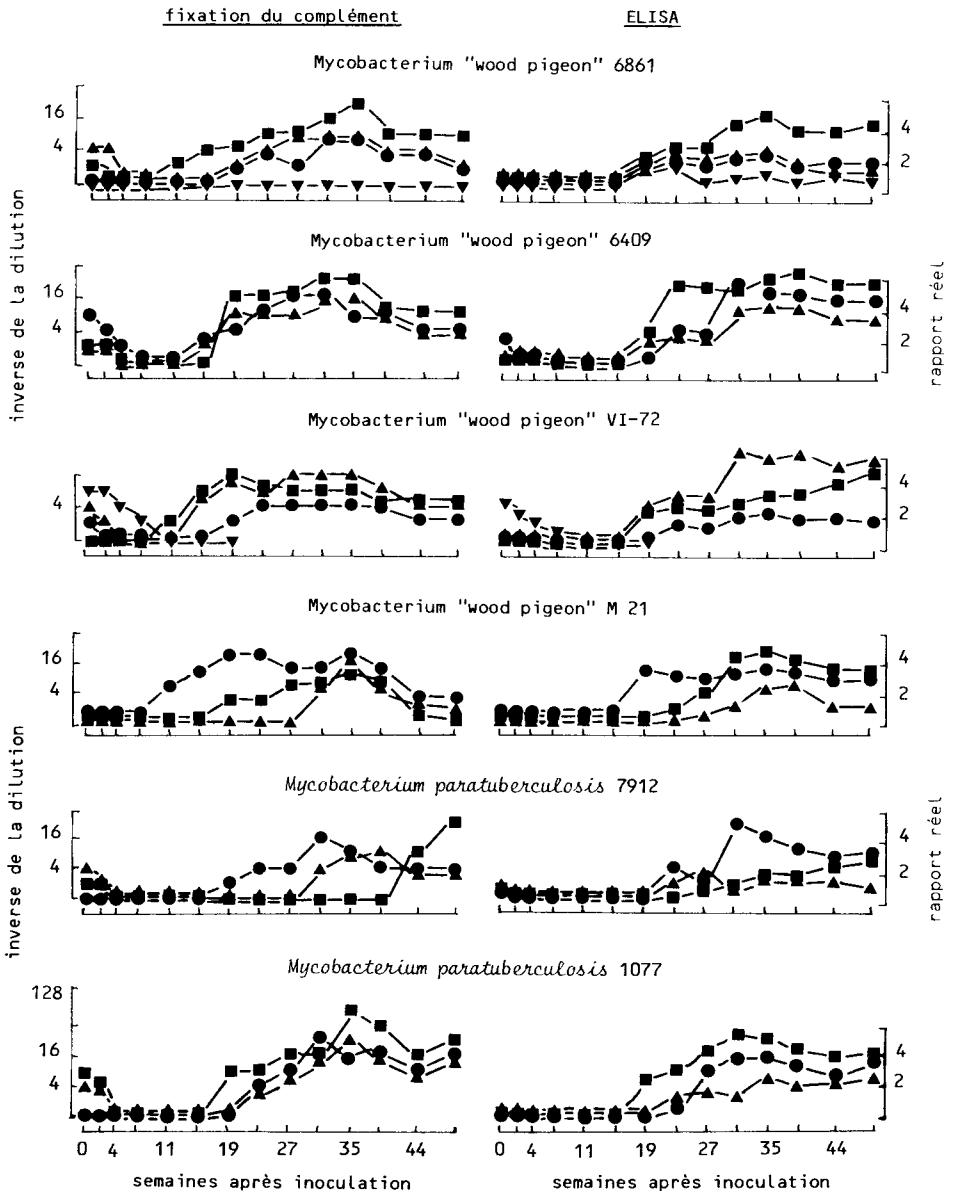 fixation du complément
ELISA
Mycobacterium "wood pigeon" 6861
16
4
4
2
Mycobacterium "wood pigeon" 6409
16
4
4
2
inverse de la dilution
rapport réel
Mycobacterium "wood pigeon" VI-72
4
4
2
Mycobacterium "wood pigeon" M 21
16
4
4
2
Mycobacterium paratuberculosis 7912
16
4
4
2
inverse de la dilution
rapport réel
Mycobacterium paratuberculosis 1077
128
16
4
4
2
0 4 11 19 27 35 44
0 4 11 19 27 35 44
semaines après inoculation
semaines après inoculation